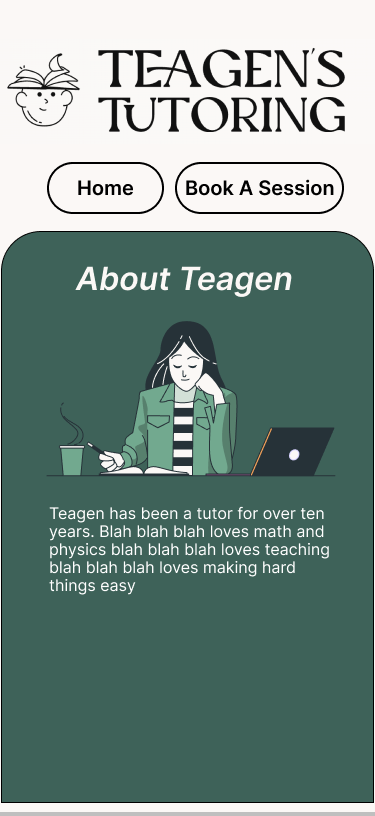 TEAGEN'S
TUTORING
Home
Book A Session
About Teagen
Teagen has been a tutor for over ten
years. Blah blah blah loves math and
physics blah blah blah loves teaching
blah blah blah loves making hard
things easy